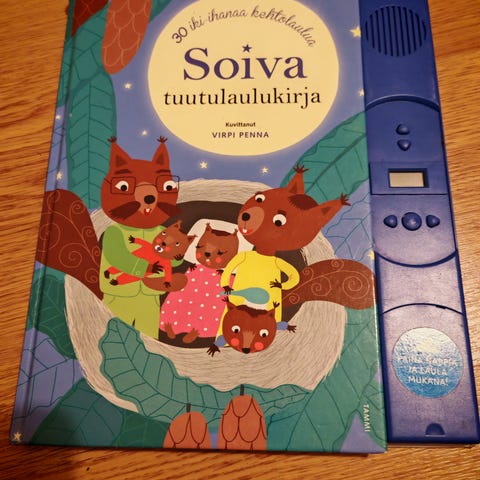 30 iki-ihanaa kehtolaulua
Soiva
tuutulaulukirja
Kuvittanut
VIRPI PENNA
PAINA NAPPIA
JA LAULA
MUKANA!
TAMMI